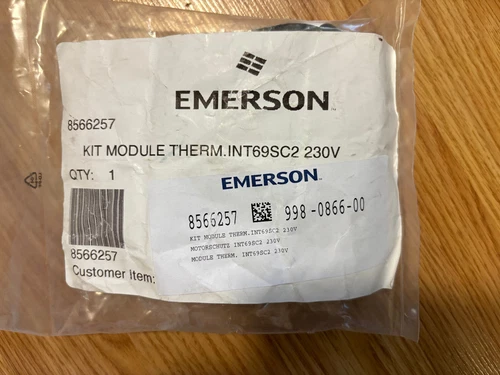 EMERSON
8566257
KIT MODULE THERM.INT69SC2 230V
QTY: 1
EMERSON
8566257 998-0866-00
KIT MODULE THERM.INT69SC2 230V
MOTORSCHUTZ INT69SC2 230V
MODULE THERM. INT69SC2 230V
8566257
Customer Item: